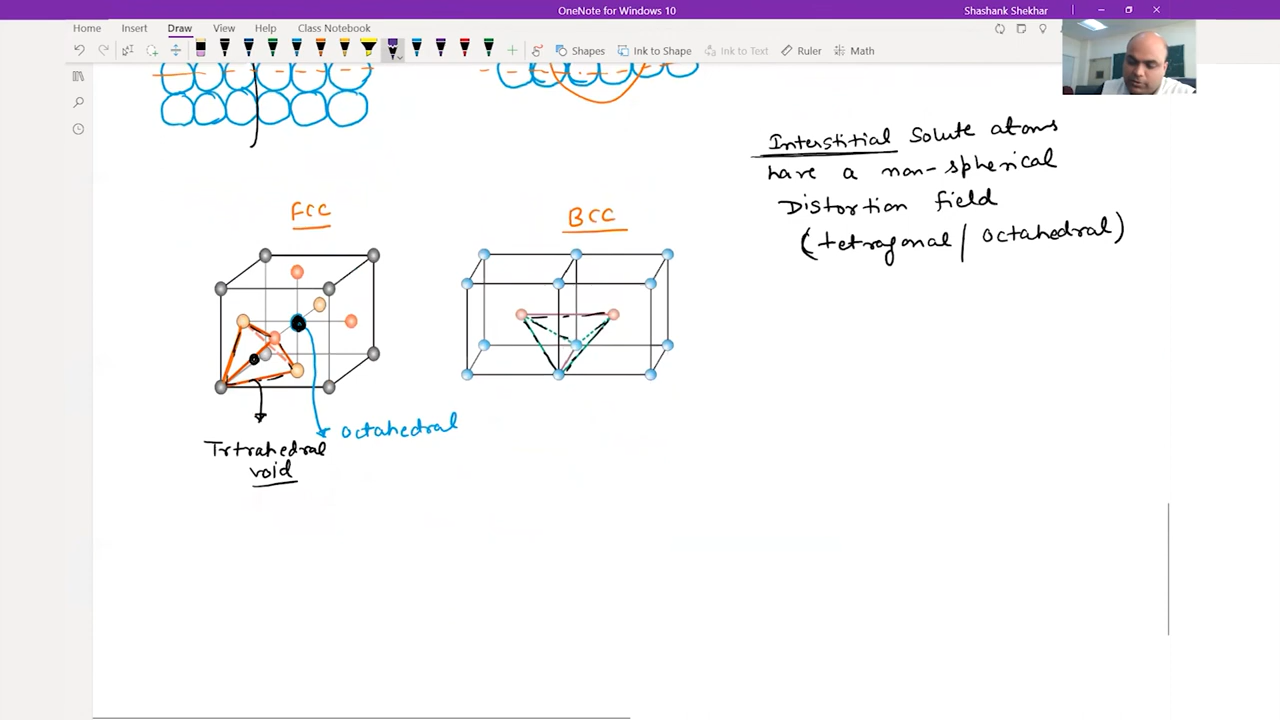 OneNote for Windows 10
Shashank Shekhar
Home Insert Draw View Help Class Notebook
Shapes Ink to Shape Ink to Text Ruler Math
Interstitial Solute atoms
have a non-spherical
Distortion field
(tetragonal / octahedral)
FCC
BCC
octahedral
Trtrahedral
void